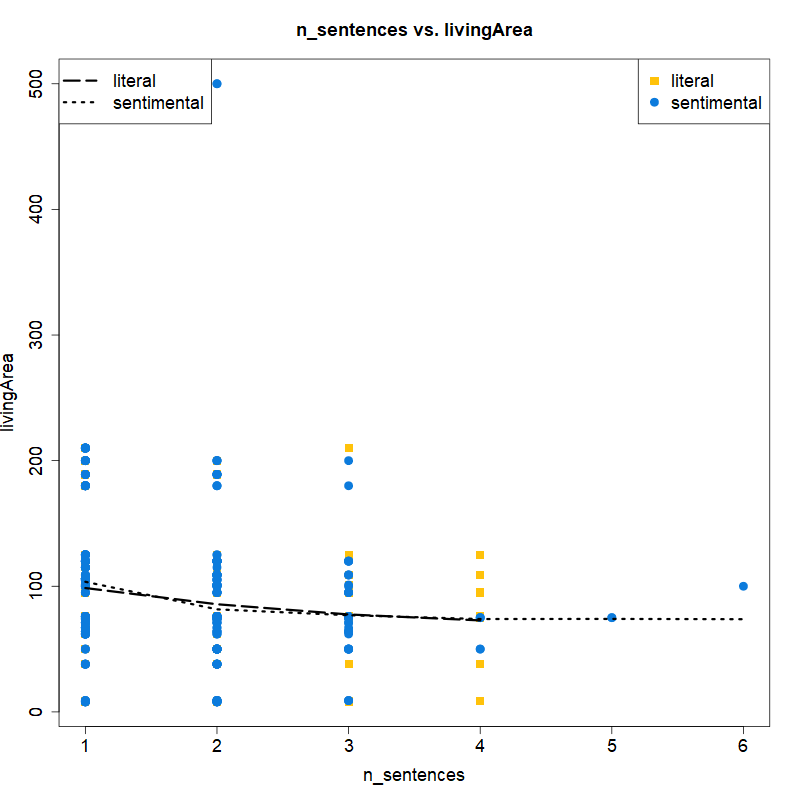 n_sentences vs. livingArea
literal
sentimental
literal
sentimental
livingArea
500
400
300
200
100
0
1 2 3 4 5 6
n_sentences